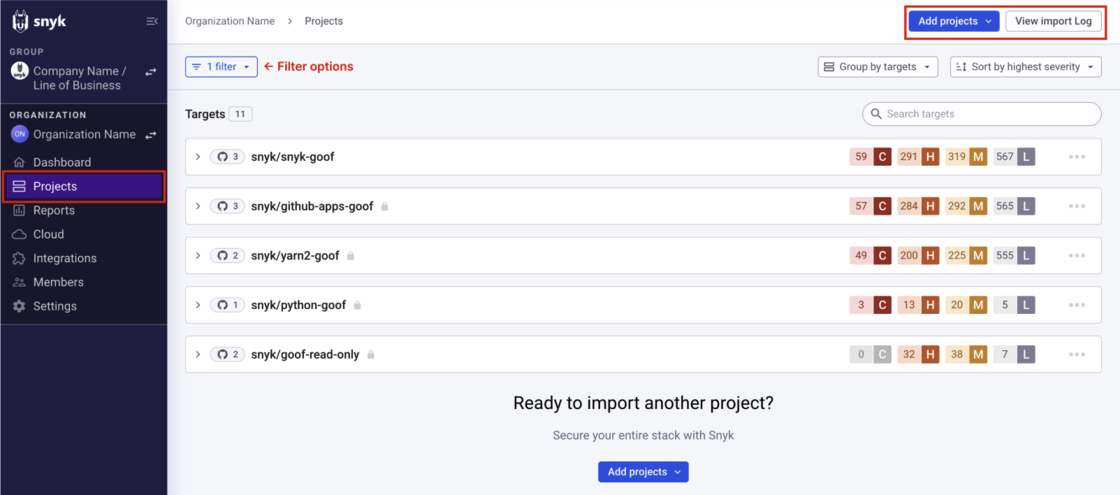 snyk
Organization Name > Projects
Add projects
View import Log
GROUP
snyk
Company Name /
Line of Business
1 filter
← Filter options
Group by targets
Sort by highest severity
ORGANIZATION
ON Organization Name
Targets 11
Search targets
Dashboard
Projects
Reports
Cloud
Integrations
Members
Settings
3 snyk/snyk-goof 59 C 291 H 319 M 567 L
3 snyk/github-apps-goof 57 C 284 H 292 M 565 L
2 snyk/yarn2-goof 49 C 200 H 225 M 555 L
1 snyk/python-goof 3 C 13 H 20 M 5 L
2 snyk/goof-read-only 0 C 32 H 38 M 7 L
Ready to import another project?
Secure your entire stack with Snyk
Add projects